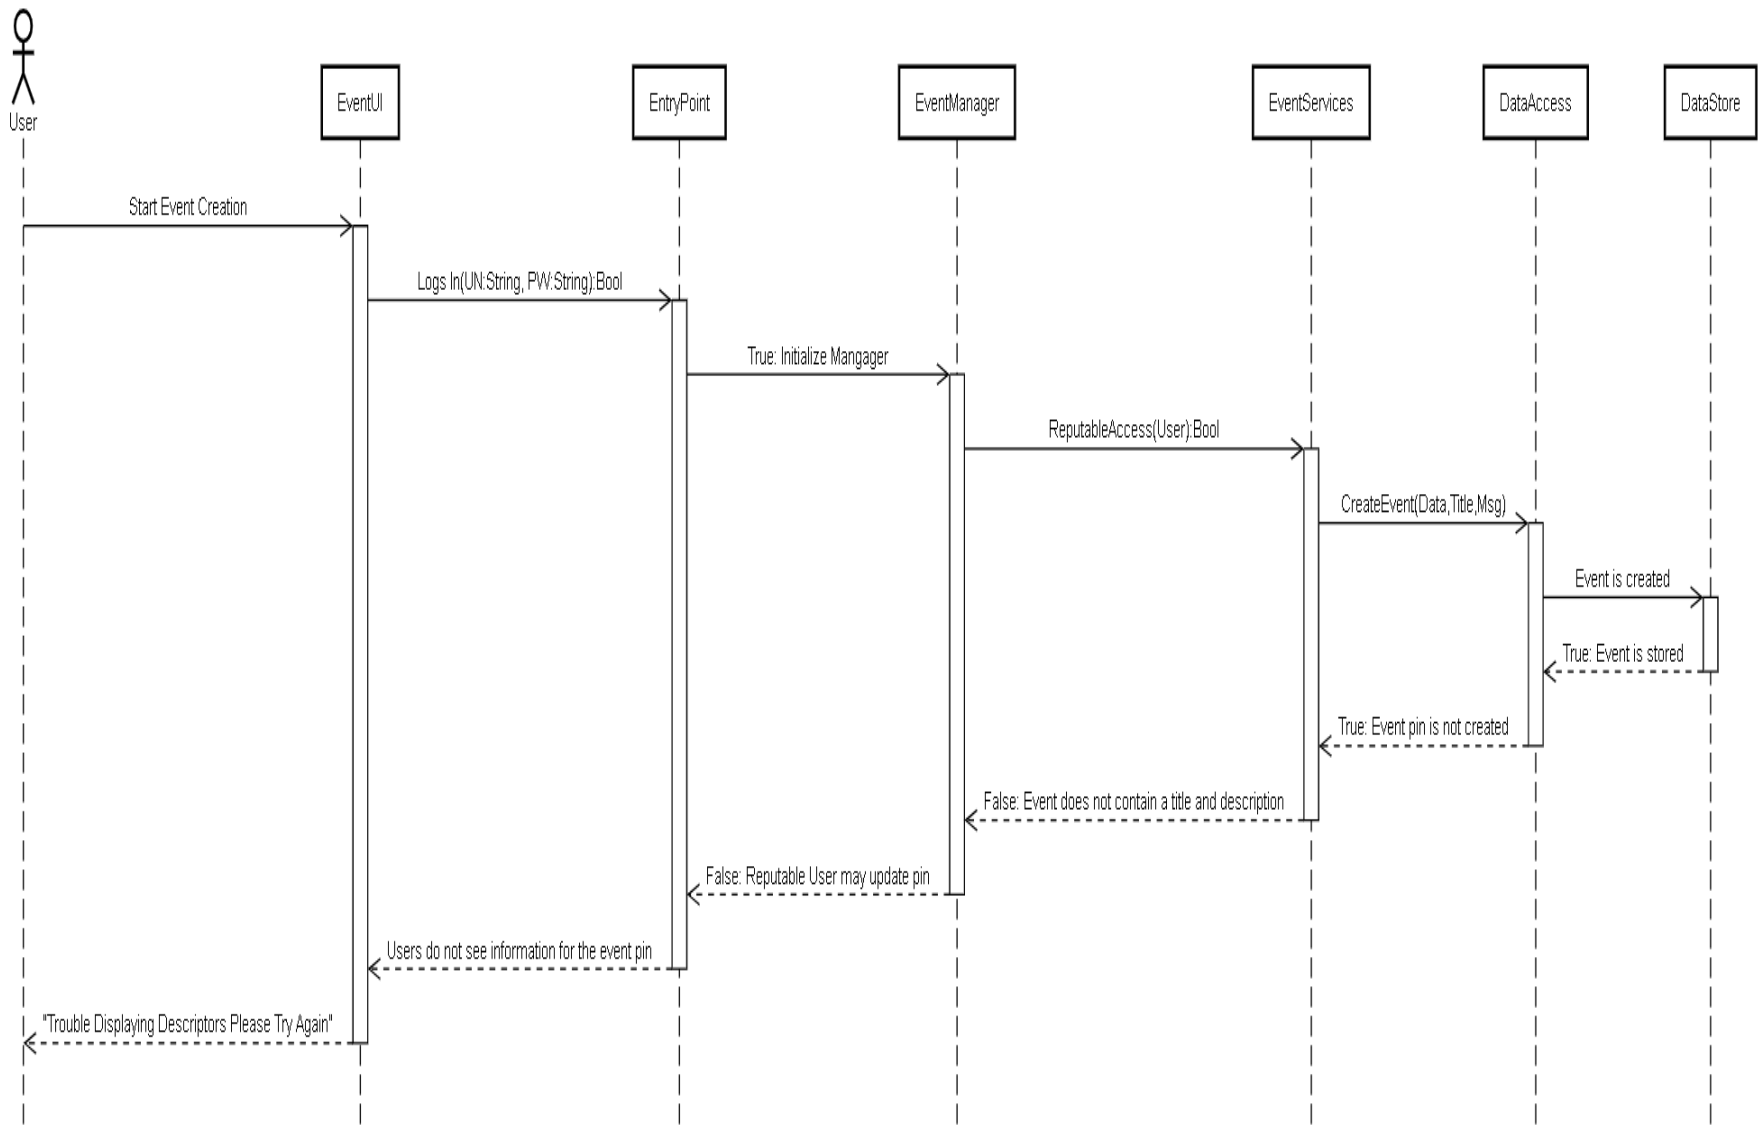 User
EventUI
EntryPoint
EventManager
EventServices
DataAccess
DataStore
Start Event Creation
Logs In(UN:String, PW:String):Bool
True: Initialize Mangager
ReputableAccess(User):Bool
CreateEvent(Data,Title,Msg)
Event is created
True: Event is stored
True: Event pin is not created
False: Event does not contain a title and description
False: Reputable User may update pin
Users do not see information for the event pin
"Trouble Displaying Descriptors Please Try Again"